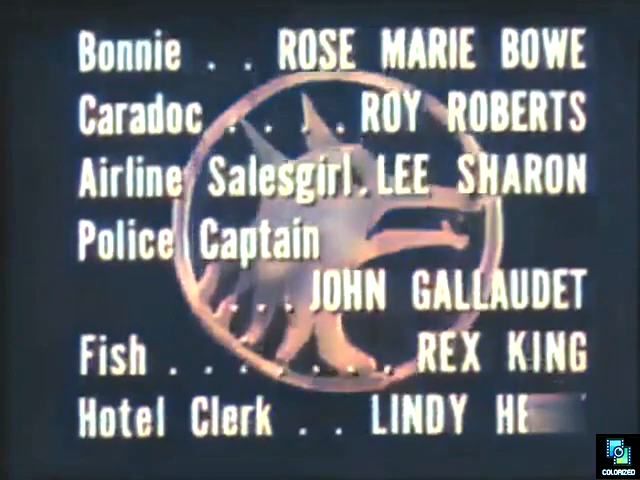 Bonnie . . ROSE MARIE BOWE
Caradoc . . . . ROY ROBERTS
Airline Salesgirl. LEE SHARON
Police Captain
. . . JOHN GALLAUDET
Fish . . . . . . . REX KING
Hotel Clerk . . LINDY
COLORIZED